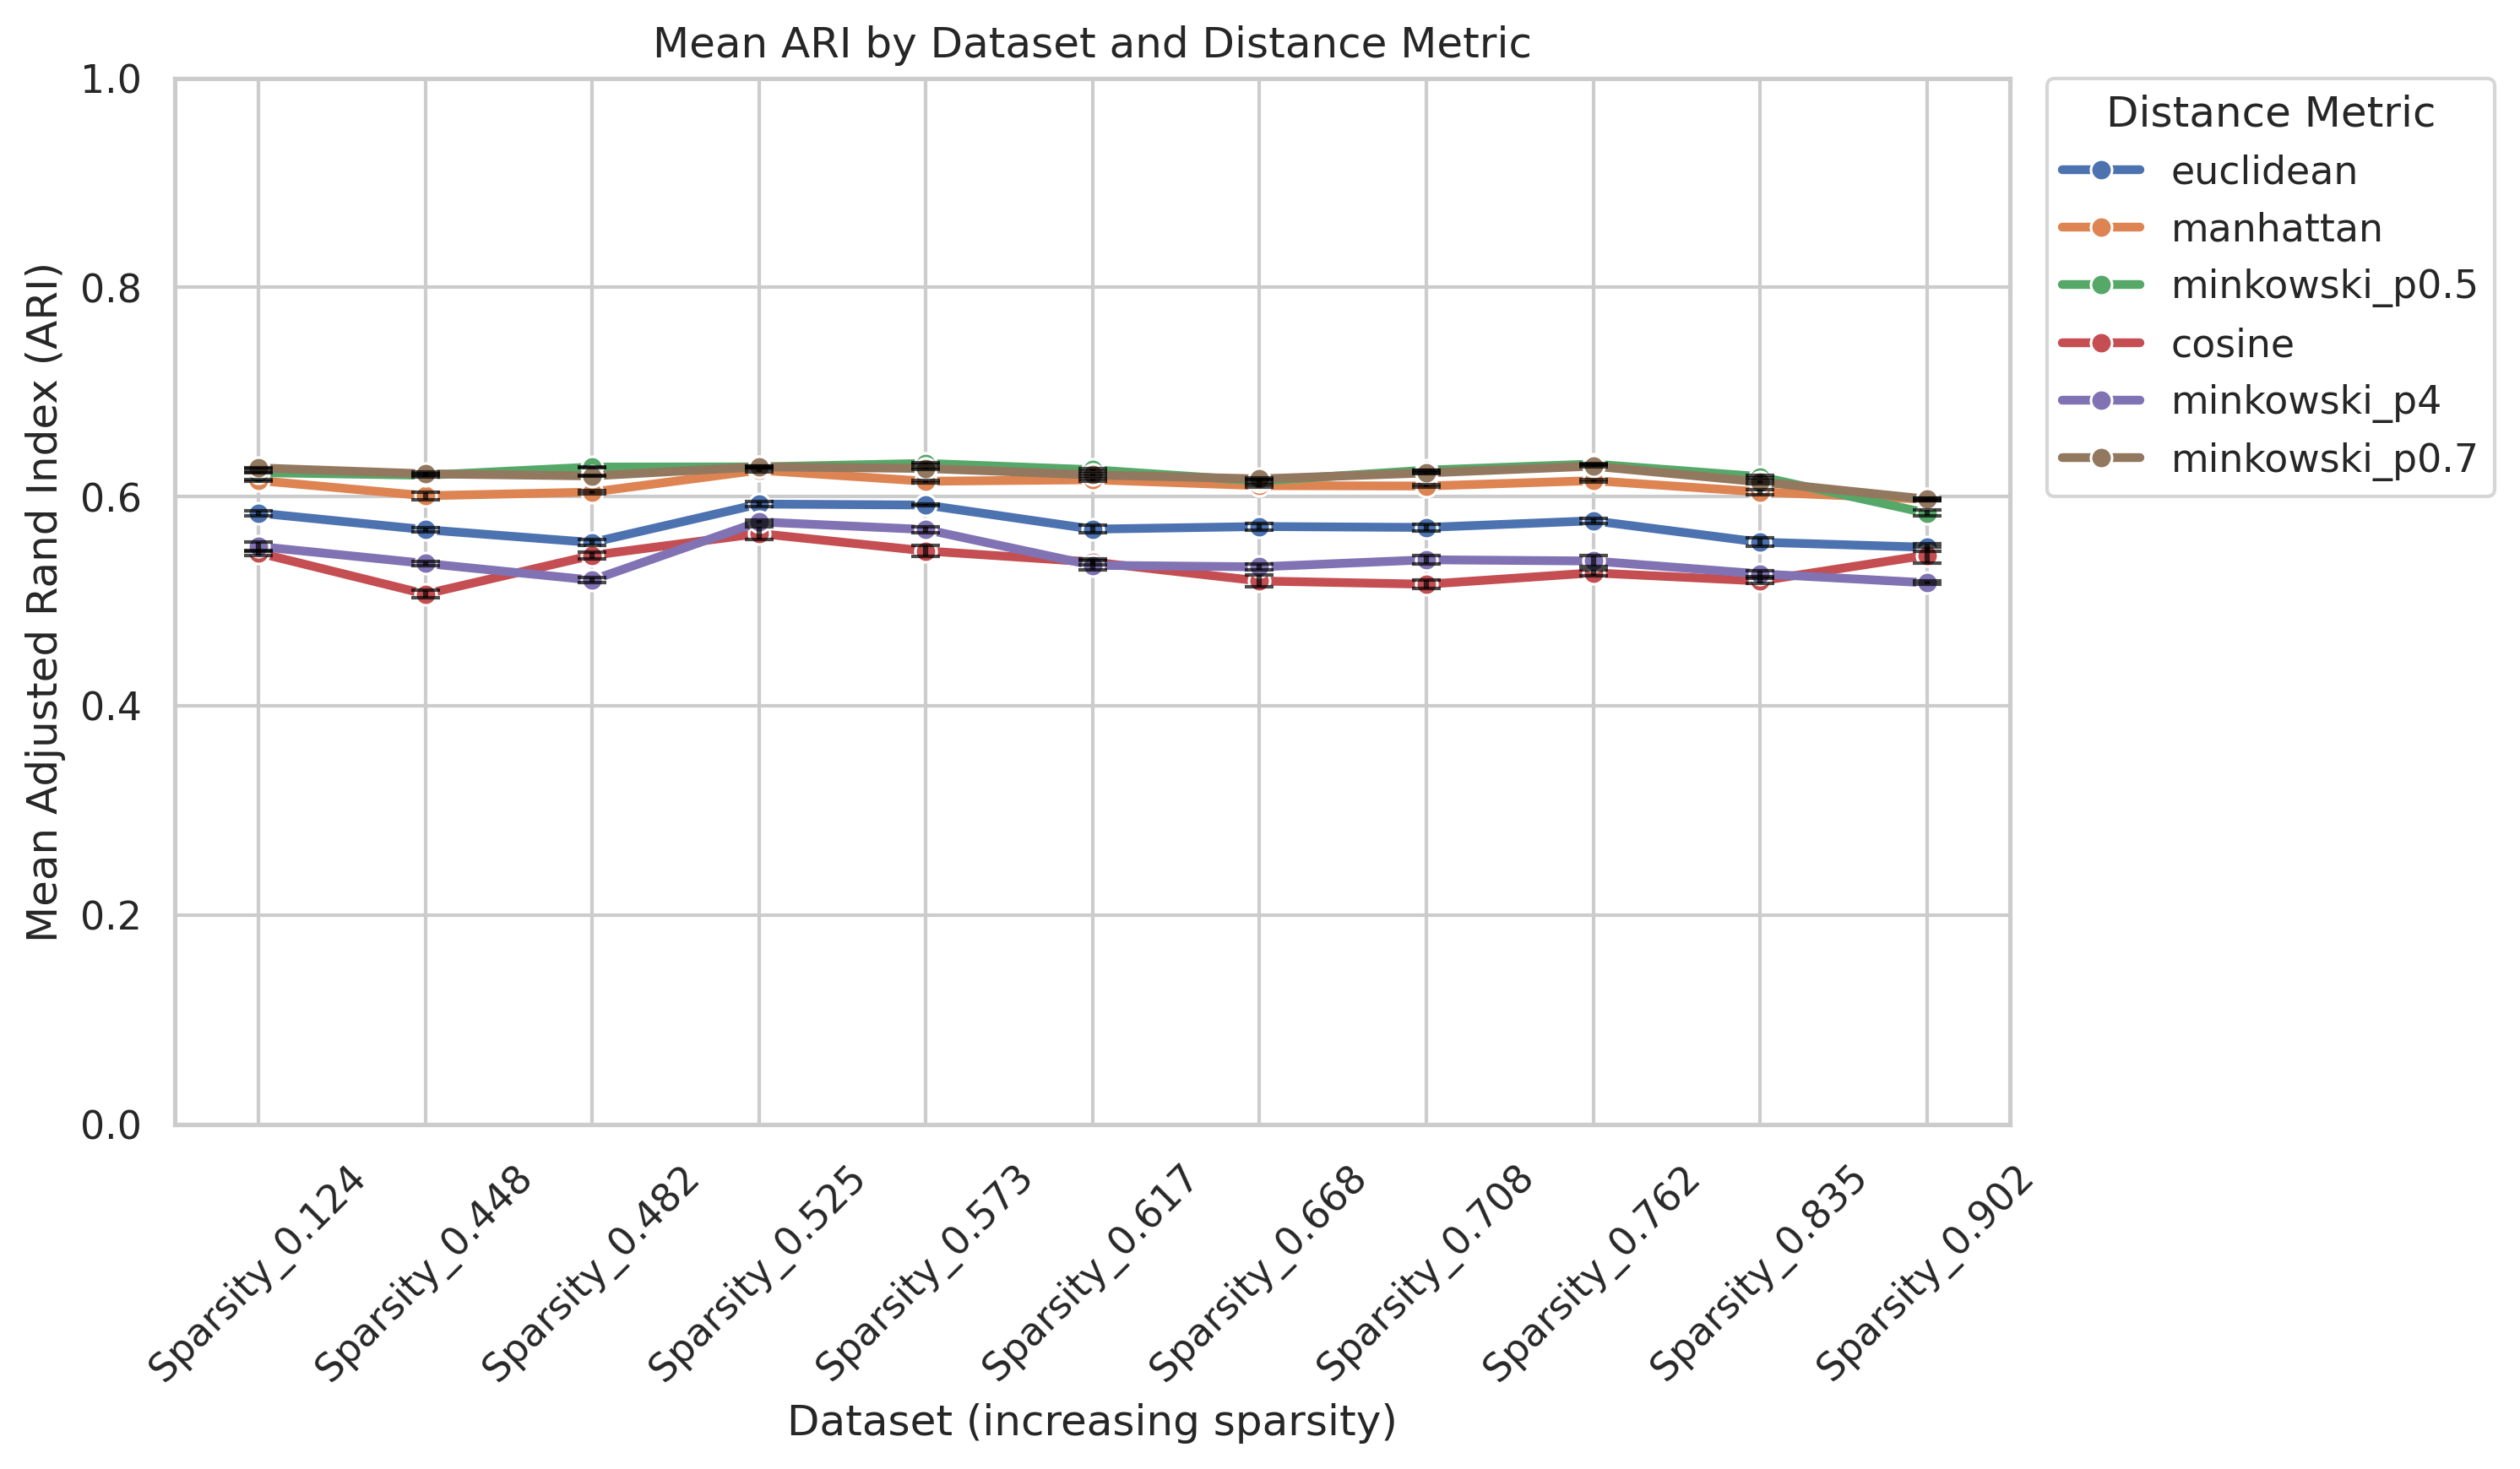 Mean ARI by Dataset and Distance Metric
Mean Adjusted Rand Index (ARI)
1.0
0.8
0.6
0.4
0.2
0.0
Sparsity_0.124
Sparsity_0.448
Sparsity_0.482
Sparsity_0.525
Sparsity_0.573
Sparsity_0.617
Sparsity_0.668
Sparsity_0.708
Sparsity_0.762
Sparsity_0.835
Sparsity_0.902
Dataset (increasing sparsity)
Distance Metric
euclidean
manhattan
minkowski_p0.5
cosine
minkowski_p4
minkowski_p0.7